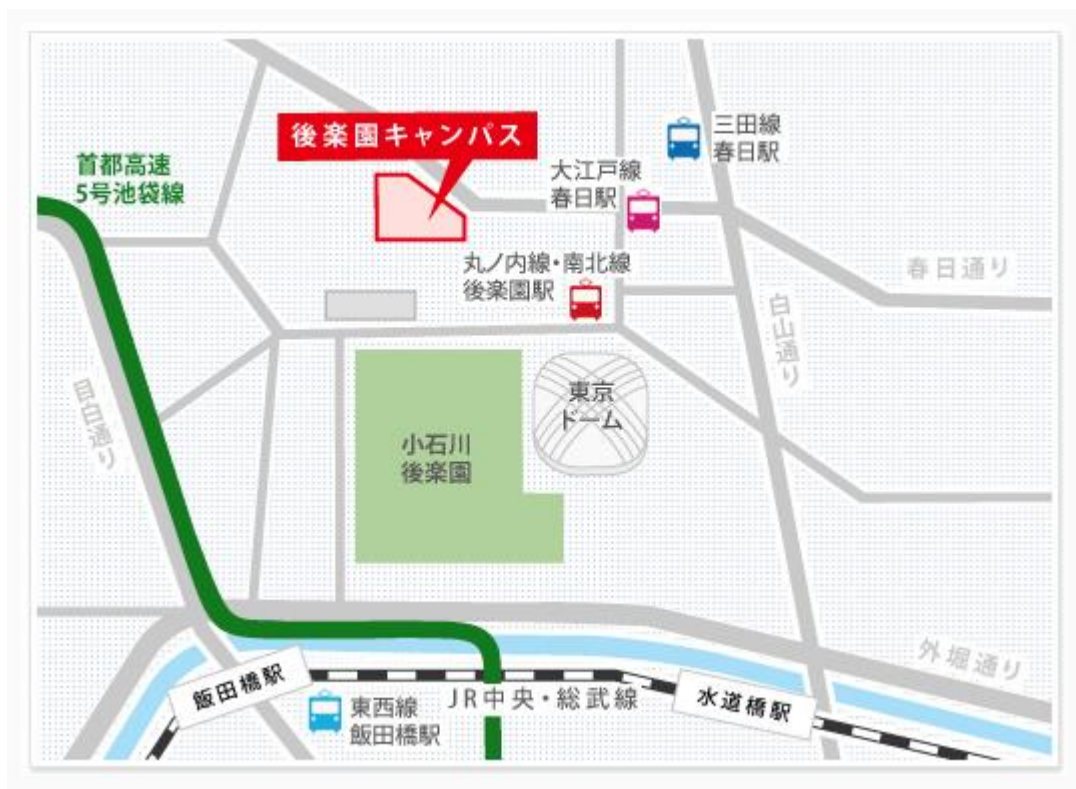 後楽園キャンパス
三田線
春日駅
首都高速
5号池袋線
大江戸線
春日駅
丸ノ内線・南北線
後楽園駅
春日通り
白山通り
目白通り
東京
ドーム
小石川
後楽園
外堀通り
飯田橋駅
東西線
飯田橋駅
JR中央・総武線
水道橋駅